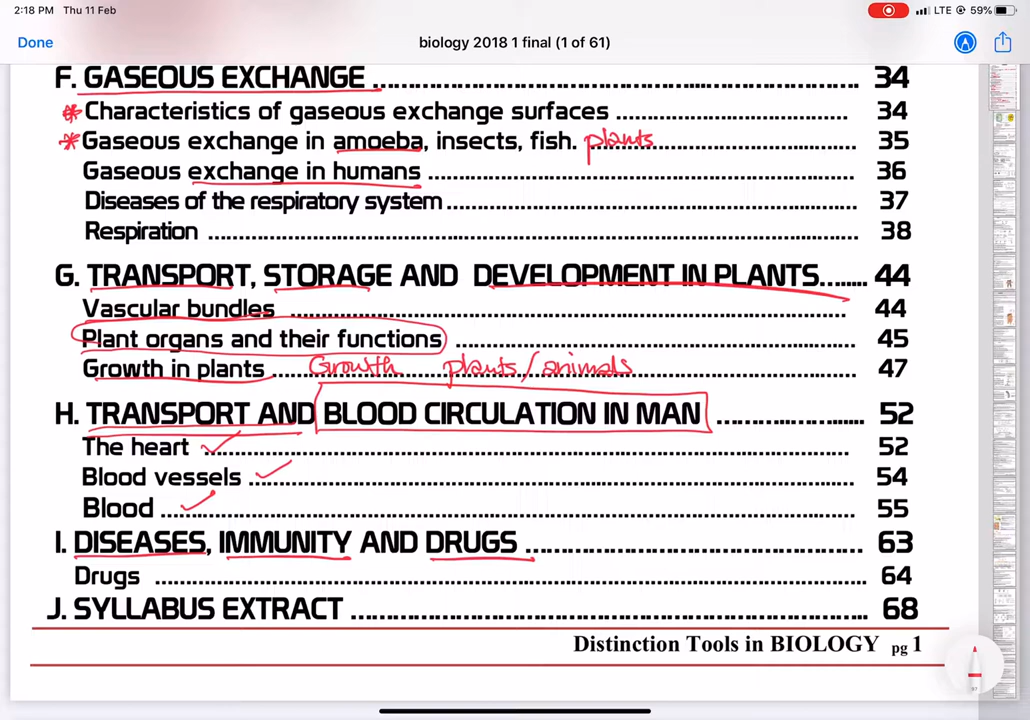 2:18 PM Thu 11 Feb LTE 59%
Done biology 2018 1 final (1 of 61)
F. GASEOUS EXCHANGE 34
* Characteristics of gaseous exchange surfaces 34
* Gaseous exchange in amoeba, insects, fish. plants 35
Gaseous exchange in humans 36
Diseases of the respiratory system 37
Respiration 38
G. TRANSPORT, STORAGE AND DEVELOPMENT IN PLANTS 44
Vascular bundles 44
Plant organs and their functions 45
Growth in plants Growth plants/animals 47
H. TRANSPORT AND BLOOD CIRCULATION IN MAN 52
The heart 52
Blood vessels 54
Blood 55
I. DISEASES, IMMUNITY AND DRUGS 63
Drugs 64
J. SYLLABUS EXTRACT 68
Distinction Tools in BIOLOGY pg 1